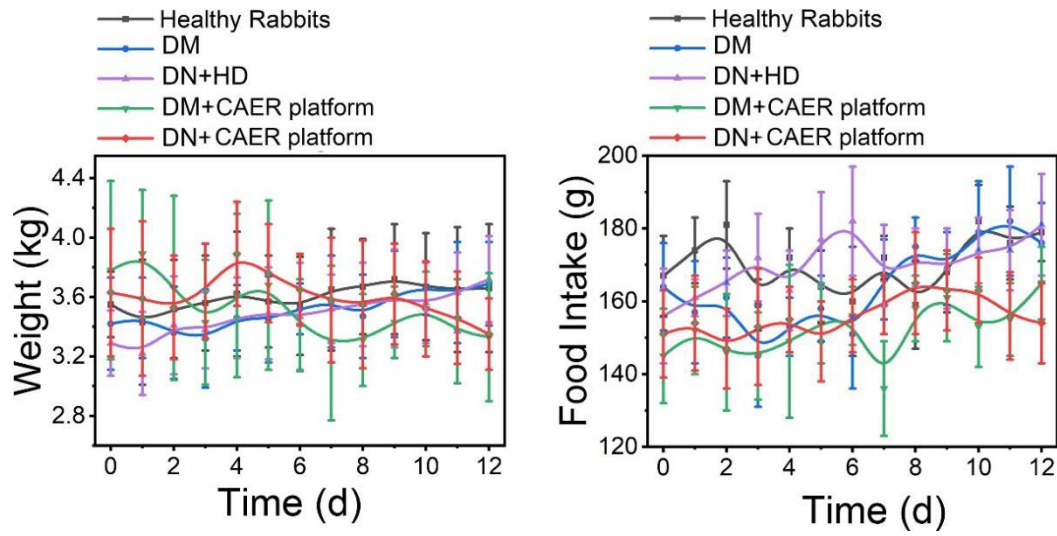 Healthy Rabbits
DM
DN+HD
DM+CAER platform
DN+CAER platform
4.4
4.0
3.6
3.2
2.8
Weight (kg)
0 2 4 6 8 10 12
Time (d)
Healthy Rabbits
DM
DN+HD
DM+CAER platform
DN+CAER platform
200
180
160
140
120
Food Intake (g)
0 2 4 6 8 10 12
Time (d)